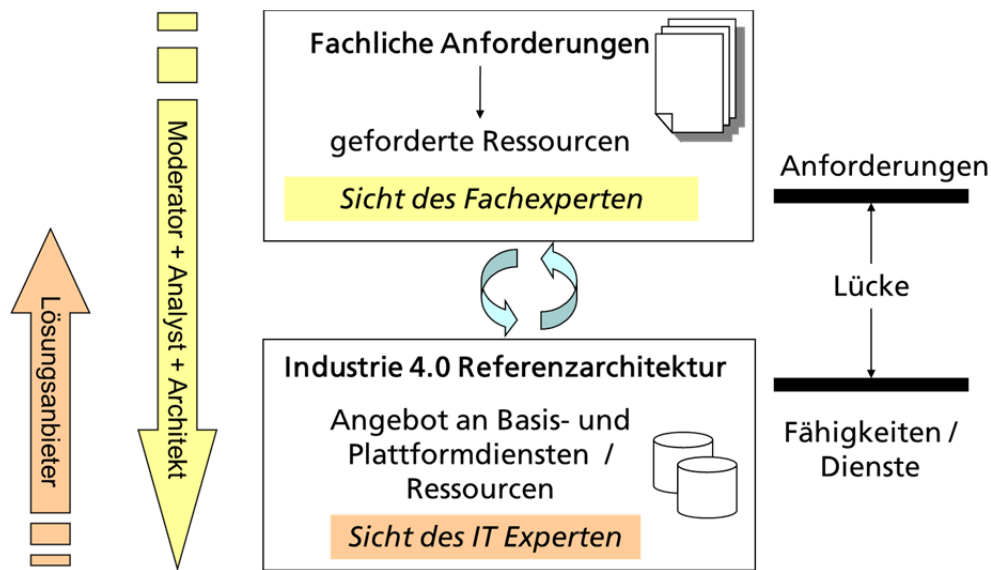 Lösungsanbieter
Moderator + Analyst + Architekt
Fachliche Anforderungen
geforderte Ressourcen
Sicht des Fachexperten
Industrie 4.0 Referenzarchitektur
Angebot an Basis- und
Plattformdiensten /
Ressourcen
Sicht des IT Experten
Anforderungen
Lücke
Fähigkeiten /
Dienste